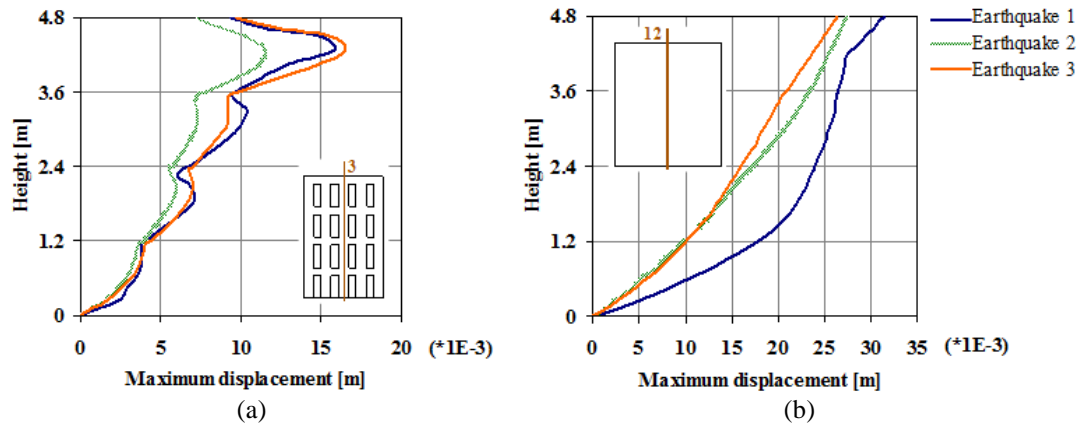 4.8
3.6
2.4
1.2
0
Height [m]
3
0 5 10 15 20 (*1E-3)
Maximum displacement [m]
(a)
4.8
3.6
2.4
1.2
0
Height [m]
12
0 5 10 15 20 25 30 35 (*1E-3)
Maximum displacement [m]
(b)
Earthquake 1
Earthquake 2
Earthquake 3